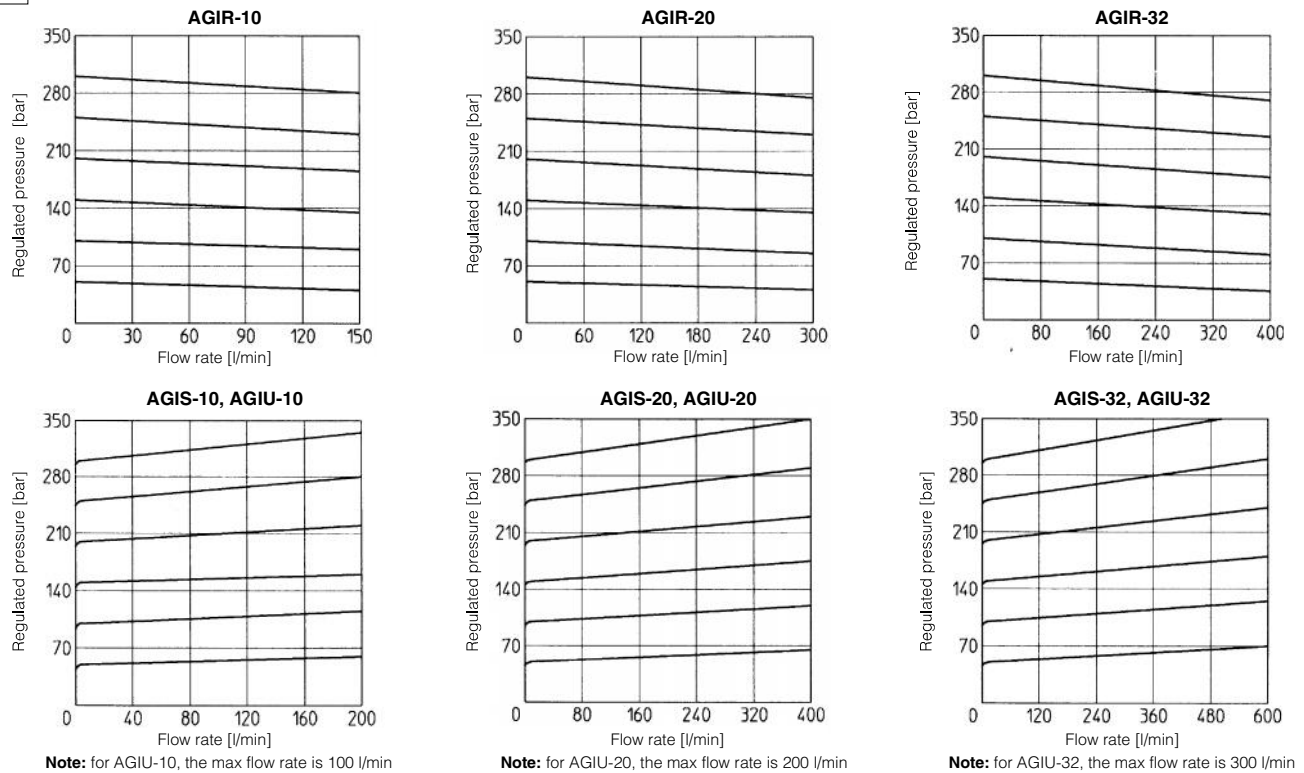 AGIR-10
350
280
210
140
70
0 30 60 90 120 150
Regulated pressure [bar]
Flow rate [l/min]
AGIR-20
350
280
210
140
70
0 60 120 180 240 300
Regulated pressure [bar]
Flow rate [l/min]
AGIR-32
350
280
210
140
70
0 80 160 240 320 400
Regulated pressure [bar]
Flow rate [l/min]
AGIS-10, AGIU-10
350
280
210
140
70
0 40 80 120 160 200
Regulated pressure [bar]
Flow rate [l/min]
Note: for AGIU-10, the max flow rate is 100 l/min
AGIS-20, AGIU-20
350
280
210
140
70
0 80 160 240 320 400
Regulated pressure [bar]
Flow rate [l/min]
Note: for AGIU-20, the max flow rate is 200 l/min
AGIS-32, AGIU-32
350
280
210
140
70
0 120 240 360 480 600
Regulated pressure [bar]
Flow rate [l/min]
Note: for AGIU-32, the max flow rate is 300 l/min